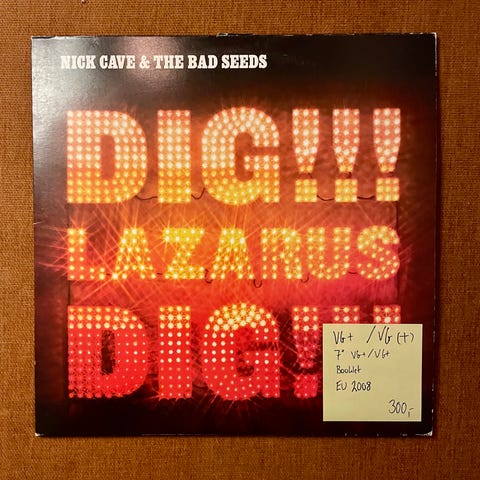 NICK CAVE & THE BAD SEEDS
DIG!!!
LAZARUS
DIG!!!
VG+ /VG (+)
7" VG+/VG+
Booklet
EU 2008
300,-